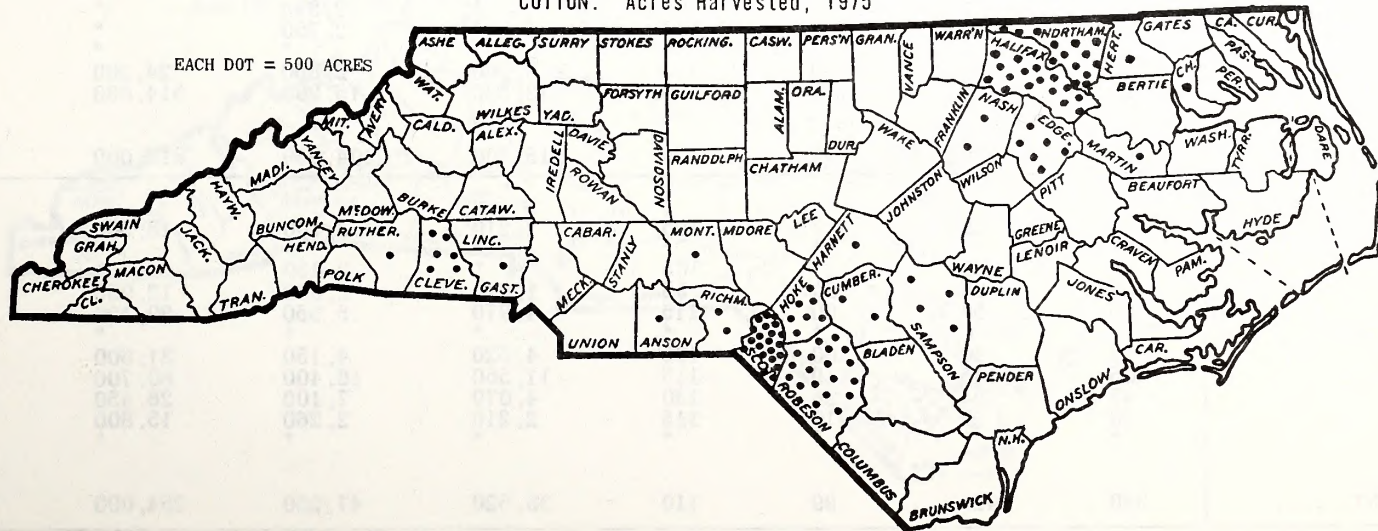 COTTON: Acres Harvested, 1975
EACH DOT = 500 ACRES
ASHE ALLEG. SURRY STOKES ROCKING. CASW. PERS'N GRAN. VANCE WARR'N NORTHAM. HERT. GATES CA. CUR.
HALIFAX PAS.
WAT. WILKES YAD. FORSYTH GUILFORD ALAM. ORA. DUR. FRANKLIN NASH BERTIE CH. PER.
MIT. AVERY CALD. ALEX. IREDELL DAVIE DAVIDSON WAKE EDGE. MARTIN WASH. TYRR. DARE
MADI. YANCEY RANDOLPH CHATHAM WILSON
BURKE ROWAN JOHNSTON PITT BEAUFORT
SWAIN HAYW. BUNCOM. McDOW. CATAW. LEE GREENE HYDE
GRAH. JACK. HEND. RUTHER. LINC. CABAR. STANLY MONT. MOORE HARNETT LENOIR CRAVEN PAM.
CHEROKEE MACON TRAN. POLK CLEVE. GAST. MECK. RICHM. HOKE CUMBER. WAYNE DUPLIN JONES
CL.
UNION ANSON SCOT. ROBESON BLADEN SAMPSON CAR.
PENDER ONSLOW
COLUMBUS N.H.
BRUNSWICK